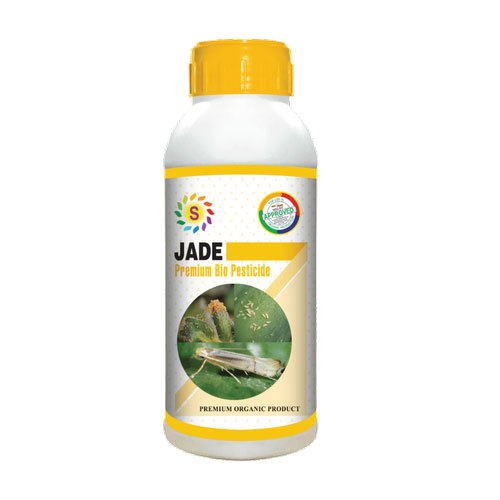 S
APPROVED
JADE
Premium Bio Pesticide
PREMIUM ORGANIC PRODUCT